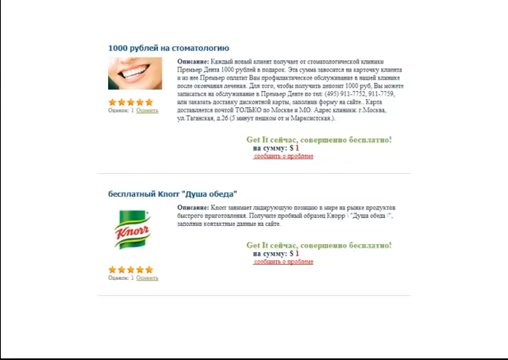 1000 рублей на стоматологию
Описание: Каждый новый клиент получает от стоматологической клиники
Премьер Дента 1000 рублей в подарок. Эта сумма заносится на карточку клиента
и из нее Премьер оплатит Вам профилактическое обслуживание в нашей клинике
после окончания лечения. Для того, чтобы получить депозит 1000 руб, Вы можете
записаться на обслуживание в Премьер Денте по тел: (495) 911-7752, 911-7759,
или заказать доставку дисконтной карты, заполнив форму на сайте.. Карта
доставляется почтой ТОЛЬКО по Москве и МО. Адрес клиники: г.Москва,
ул.Таганская, д.26 (3 минут пешком от м Марксистская.).
Оценок: 1 Оценить
Get It сейчас, совершенно бесплатно!
на сумму: $ 1
сообщить о проблеме
бесплатный Knorr "Душа обеда"
Описание: Knorr занимает лидирующую позицию в мире на рынке продуктов
быстрого приготовления. Получите пробный образец Кнорр \ "Душа обеда \",
заполнив контактные данные на сайте.
Knorr
Get It сейчас, совершенно бесплатно!
на сумму: $ 1
сообщить о проблеме
Оценок: 1 Оценить